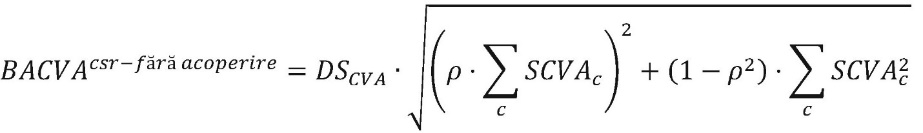 BACVA^{csr-fără acoperire} = DS_{CVA} · √((ρ · ∑_c SCVA_c)^2 + (1 − ρ^2) · ∑_c SCVA_c^2)